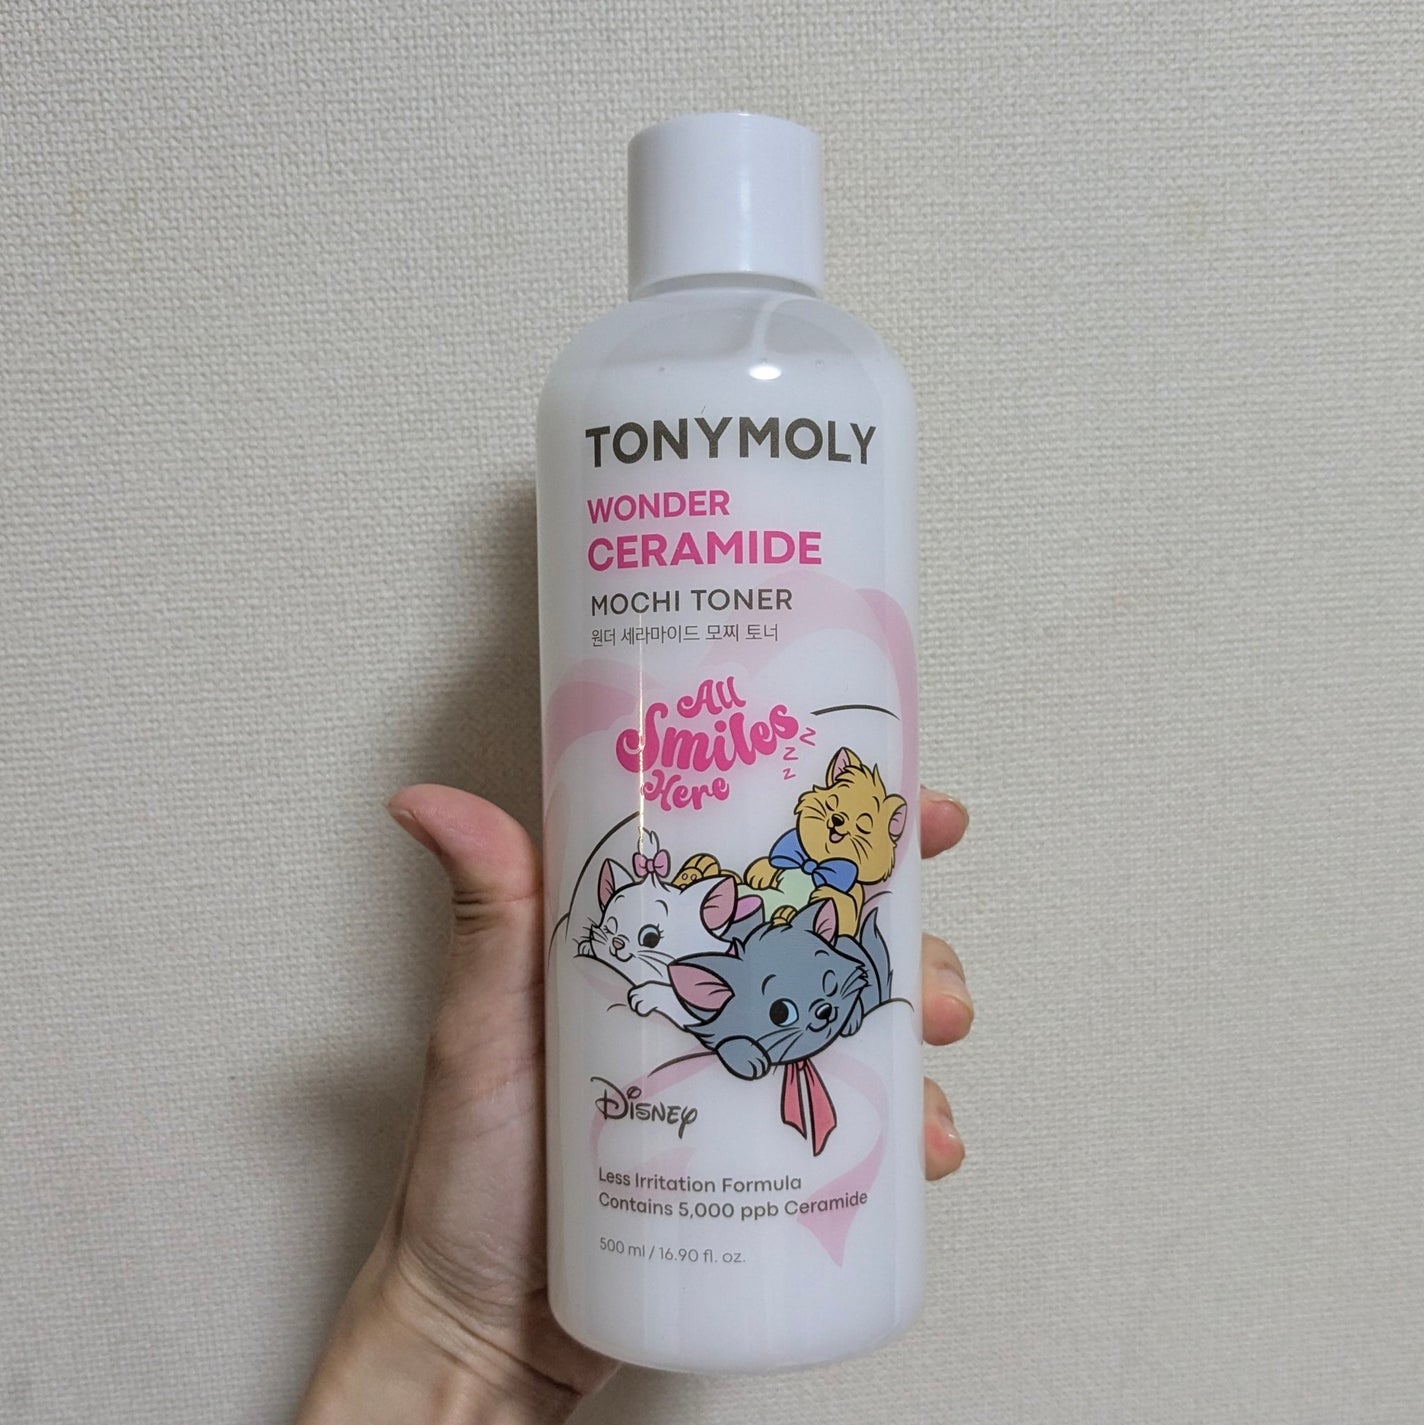 TONYMOLY
WONDER
CERAMIDE
MOCHI TONER
원더 세라마이드 모찌 토너
All
Smiles
Here
z
z
z
Disney
Less Irritation Formula
Contains 5,000 ppb Ceramide
500 ml / 16.90 fl. oz.